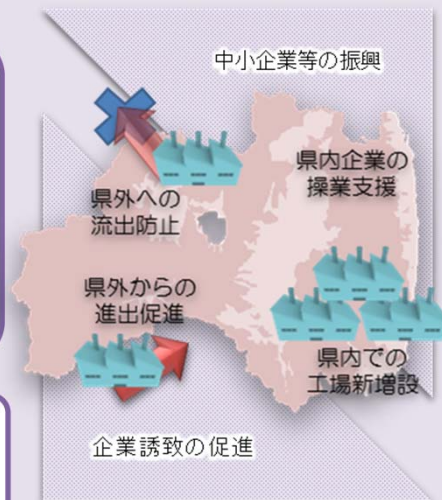 中小企業等の振興
県内企業の
操業支援
県外への
流出防止
県外からの
進出促進
県内での
工場新増設
企業誘致の促進